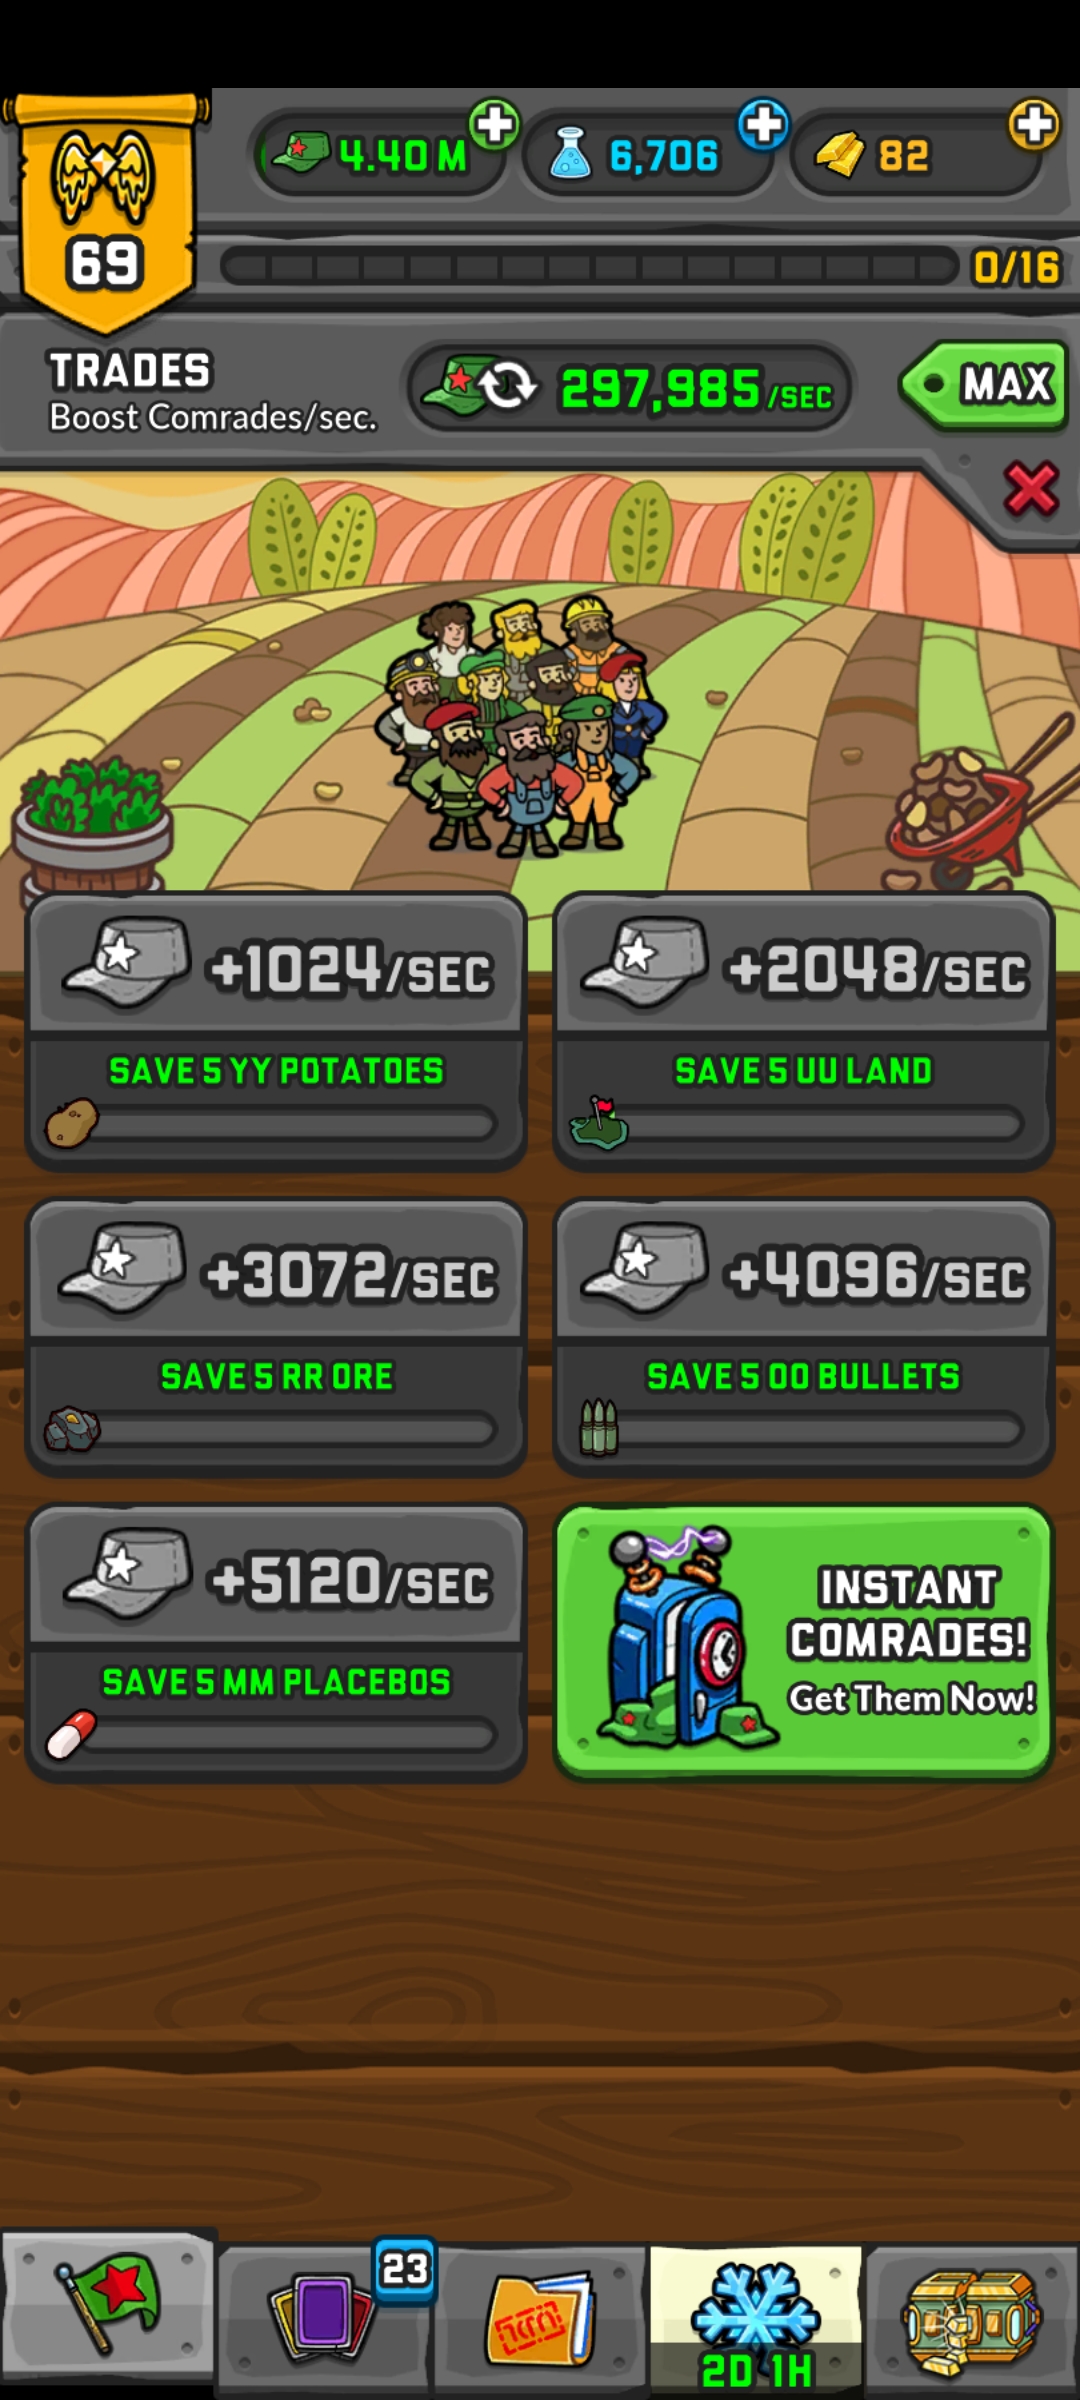 4.40 M
6,706
82
69
0/16
TRADES
Boost Comrades/sec.
297,985/SEC
MAX
+1024/SEC
SAVE 5 YY POTATOES
+2048/SEC
SAVE 5 UU LAND
+3072/SEC
SAVE 5 RR ORE
+4096/SEC
SAVE 5 OO BULLETS
+5120/SEC
SAVE 5 MM PLACEBOS
INSTANT
COMRADES!
Get Them Now!
23
2D 1H